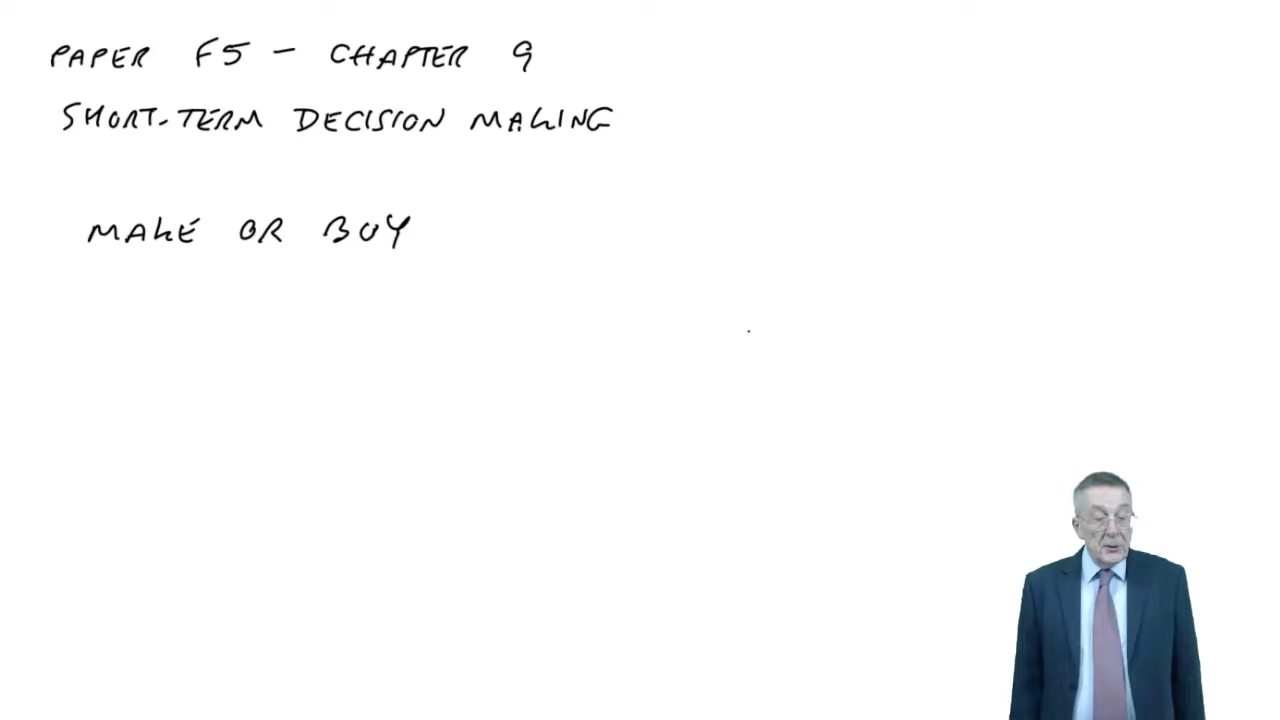 PAPER F5 - CHAPTER 9
SHORT-TERM DECISION MAKING
MAKE OR BUY